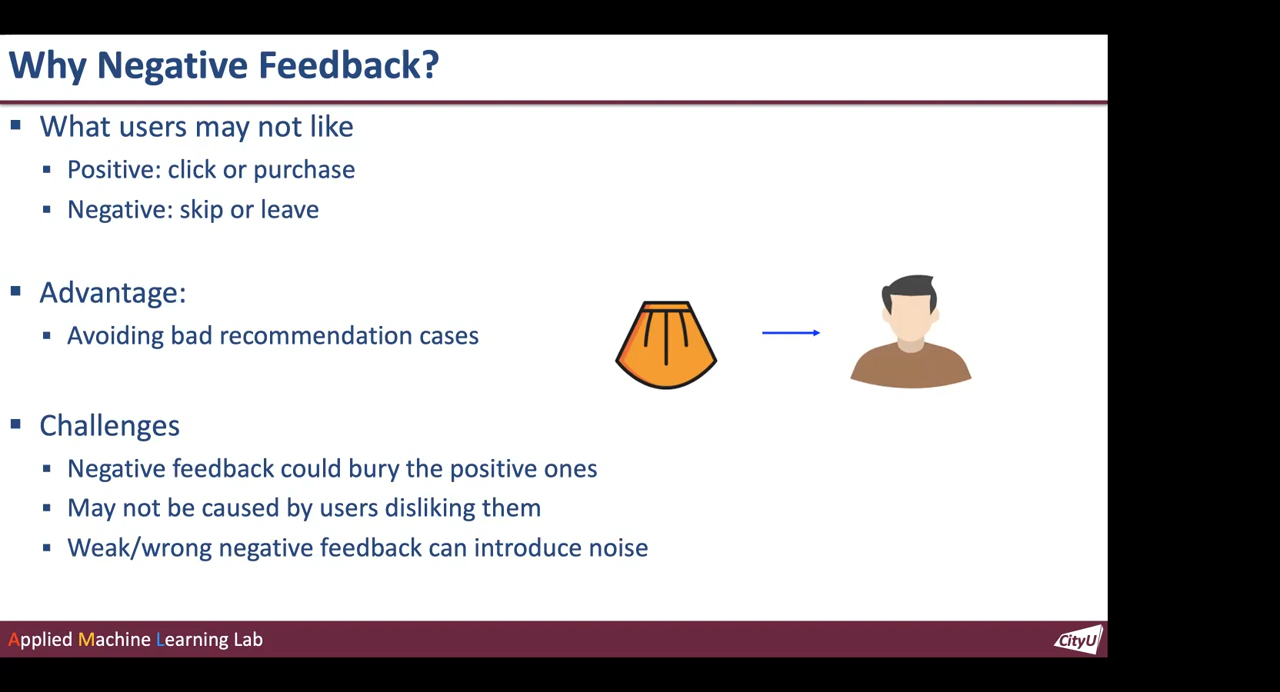 Why Negative Feedback?
What users may not like
Positive: click or purchase
Negative: skip or leave
Advantage:
Avoiding bad recommendation cases
Challenges
Negative feedback could bury the positive ones
May not be caused by users disliking them
Weak/wrong negative feedback can introduce noise
Applied Machine Learning Lab
CityU